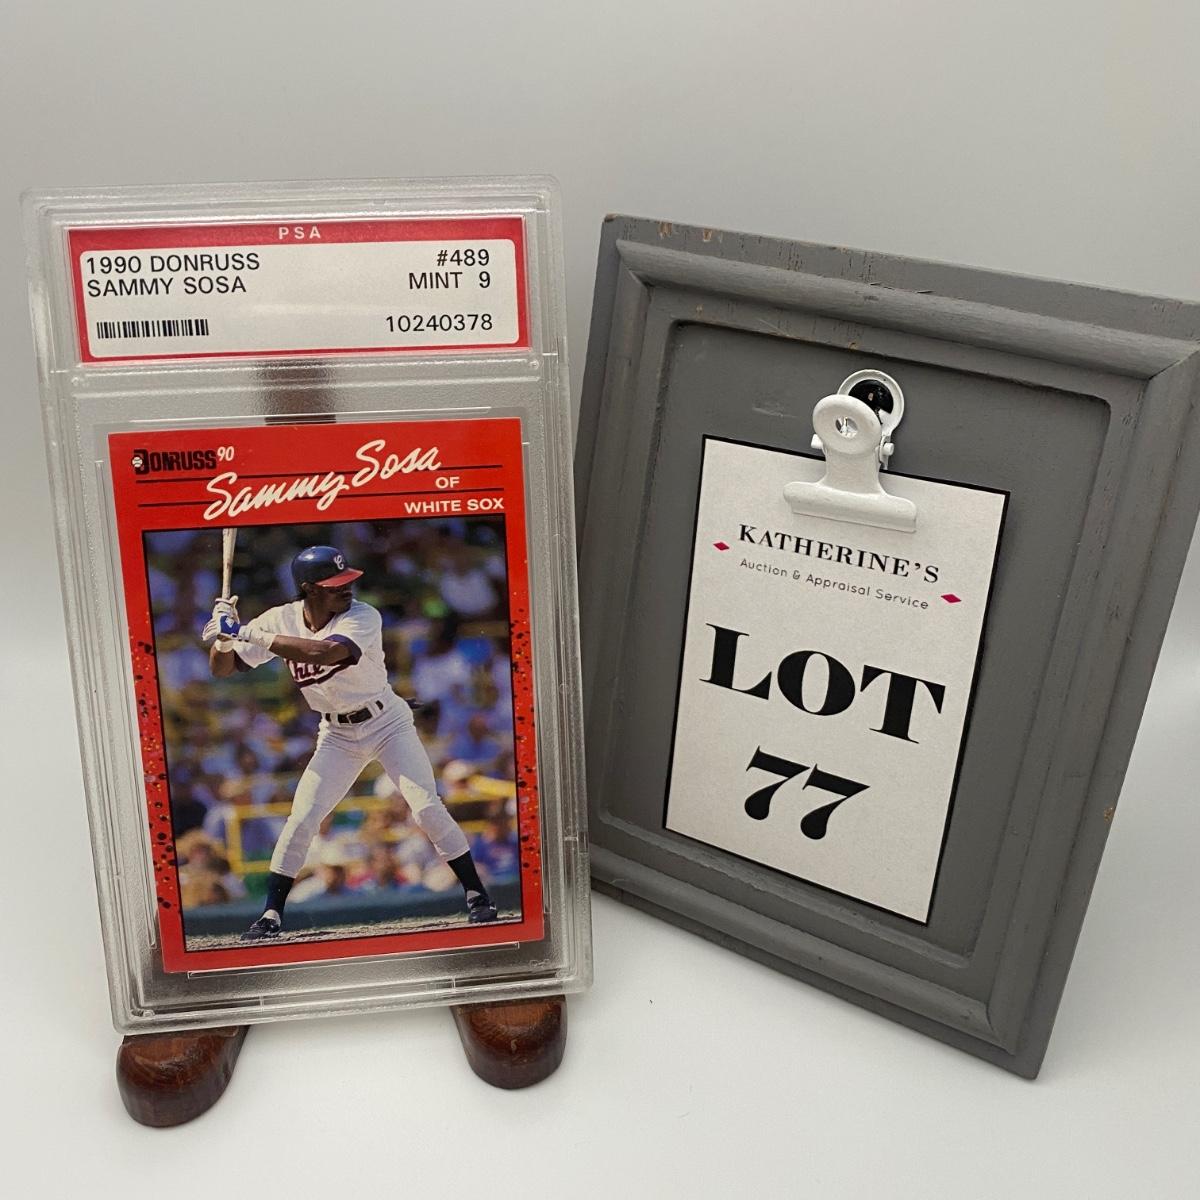 PSA
1990 DONRUSS #489
SAMMY SOSA MINT 9
10240378
DONRUSS 90
Sammy Sosa
OF
WHITE SOX
C
KATHERINE'S
Auction & Appraisal Service
LOT
77